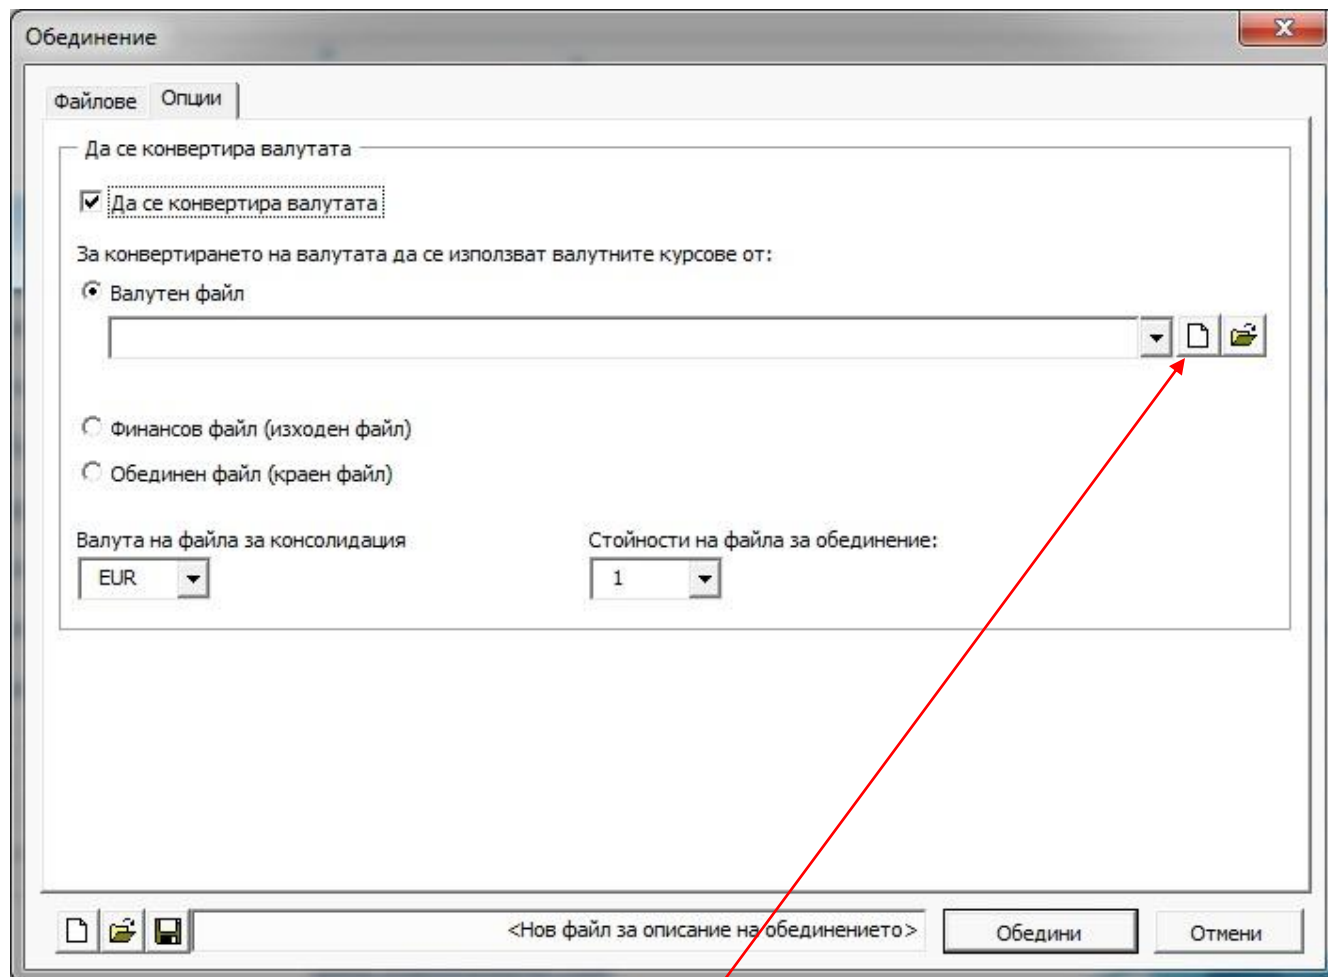 Обединение
Файлове Опции
Да се конвертира валутата
Да се конвертира валутата
За конвертирането на валутата да се използват валутните курсове от:
Валутен файл
Финансов файл (изходен файл)
Обединен файл (краен файл)
Валута на файла за консолидация Стойности на файла за обединение:
EUR 1
<Нов файл за описание на обединението> Обедини Отмени